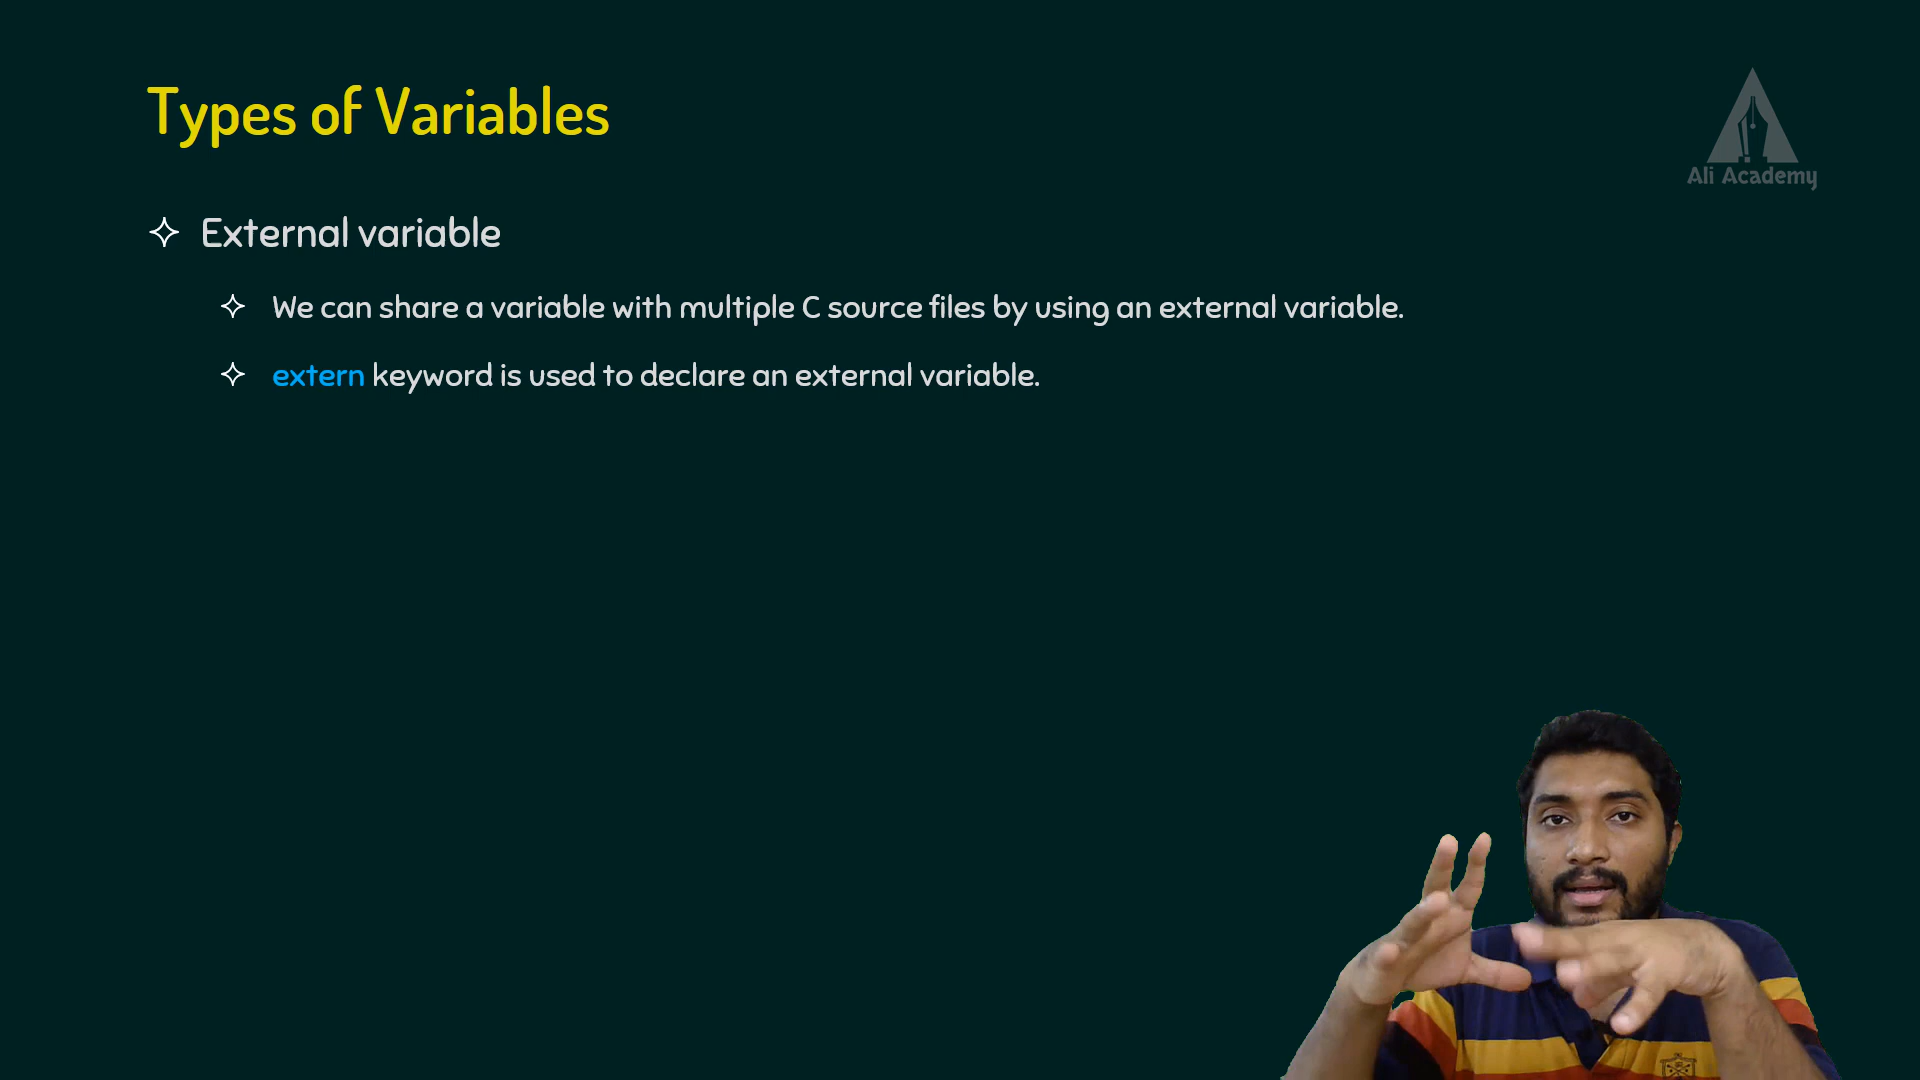 Types of Variables
Ali Academy
External variable
We can share a variable with multiple C source files by using an external variable.
extern keyword is used to declare an external variable.